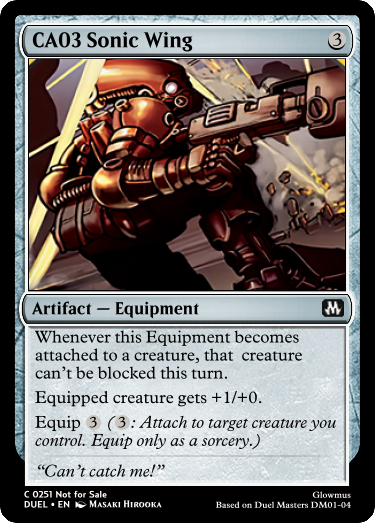 CA03 Sonic Wing 3
Artifact — Equipment
Whenever this Equipment becomes
attached to a creature, that creature
can't be blocked this turn.
Equipped creature gets +1/+0.
Equip 3 (3: Attach to target creature you
control. Equip only as a sorcery.)
"Can't catch me!"
C 0251 Not for Sale
DUEL • EN Masaki Hirooka
Glowmus
Based on Duel Masters DM01-04